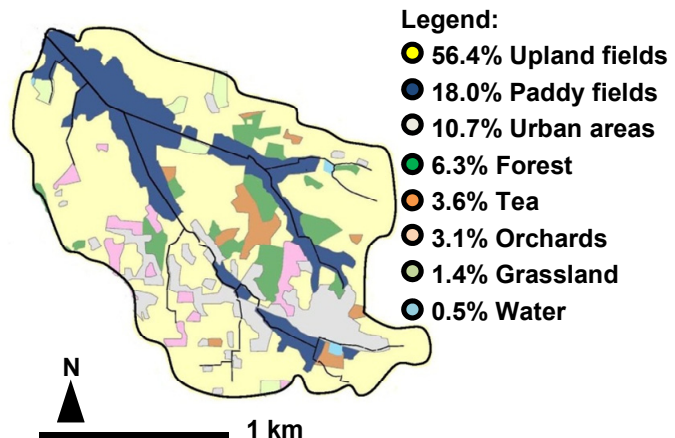 Legend:
56.4% Upland fields
18.0% Paddy fields
10.7% Urban areas
6.3% Forest
3.6% Tea
3.1% Orchards
1.4% Grassland
0.5% Water
N
1 km